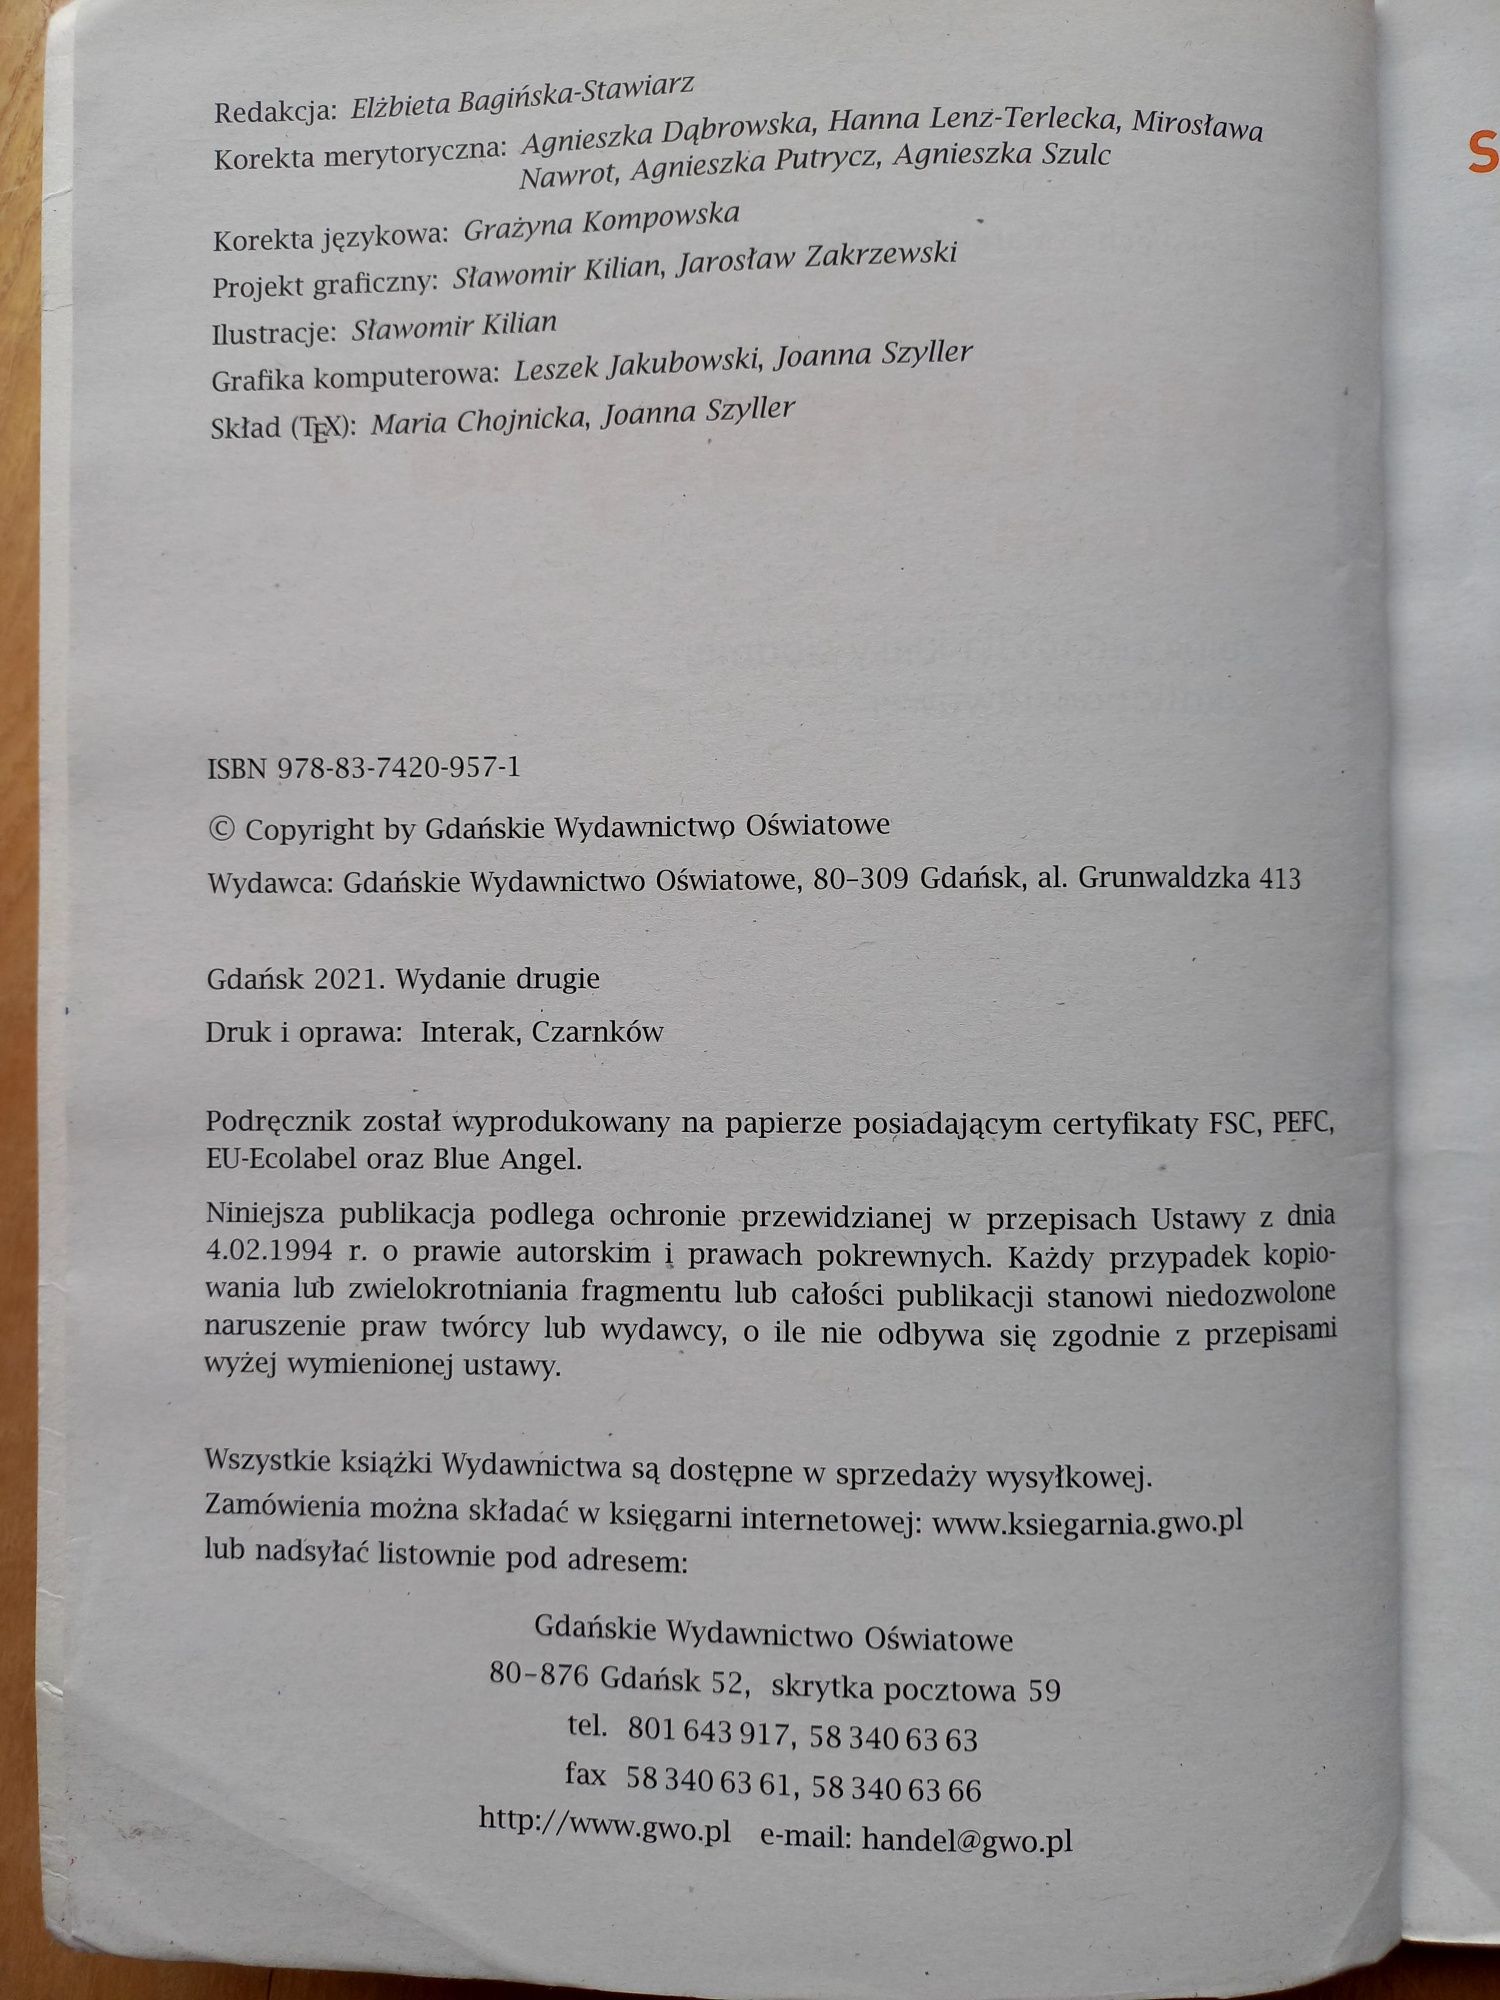 Redakcja: Elżbieta Bagińska-Stawiarz
Korekta merytoryczna: Agnieszka Dąbrowska, Hanna Lenz-Terlecka, Mirosława
Nawrot, Agnieszka Putrycz, Agnieszka Szulc
Korekta językowa: Grażyna Kompowska
Projekt graficzny: Sławomir Kilian, Jarosław Zakrzewski
Ilustracje: Sławomir Kilian
Grafika komputerowa: Leszek Jakubowski, Joanna Szyller
Skład (TEX): Maria Chojnicka, Joanna Szyller
ISBN 978-83-7420-957-1
© Copyright by Gdańskie Wydawnictwo Oświatowe
Wydawca: Gdańskie Wydawnictwo Oświatowe, 80–309 Gdańsk, al. Grunwaldzka 413
Gdańsk 2021. Wydanie drugie
Druk i oprawa: Interak, Czarnków
Podręcznik został wyprodukowany na papierze posiadającym certyfikaty FSC, PEFC,
EU-Ecolabel oraz Blue Angel.
Niniejsza publikacja podlega ochronie przewidzianej w przepisach Ustawy z dnia
4.02.1994 r. o prawie autorskim i prawach pokrewnych. Każdy przypadek kopio-
wania lub zwielokrotniania fragmentu lub całości publikacji stanowi niedozwolone
naruszenie praw twórcy lub wydawcy, o ile nie odbywa się zgodnie z przepisami
wyżej wymienionej ustawy.
Wszystkie książki Wydawnictwa są dostępne w sprzedaży wysyłkowej.
Zamówienia można składać w księgarni internetowej: www.ksiegarnia.gwo.pl
lub nadsyłać listownie pod adresem:
Gdańskie Wydawnictwo Oświatowe
80–876 Gdańsk 52, skrytka pocztowa 59
tel. 801 643 917, 58 340 63 63
fax 58 340 63 61, 58 340 63 66
http://www.gwo.pl e-mail: handel@gwo.pl
S